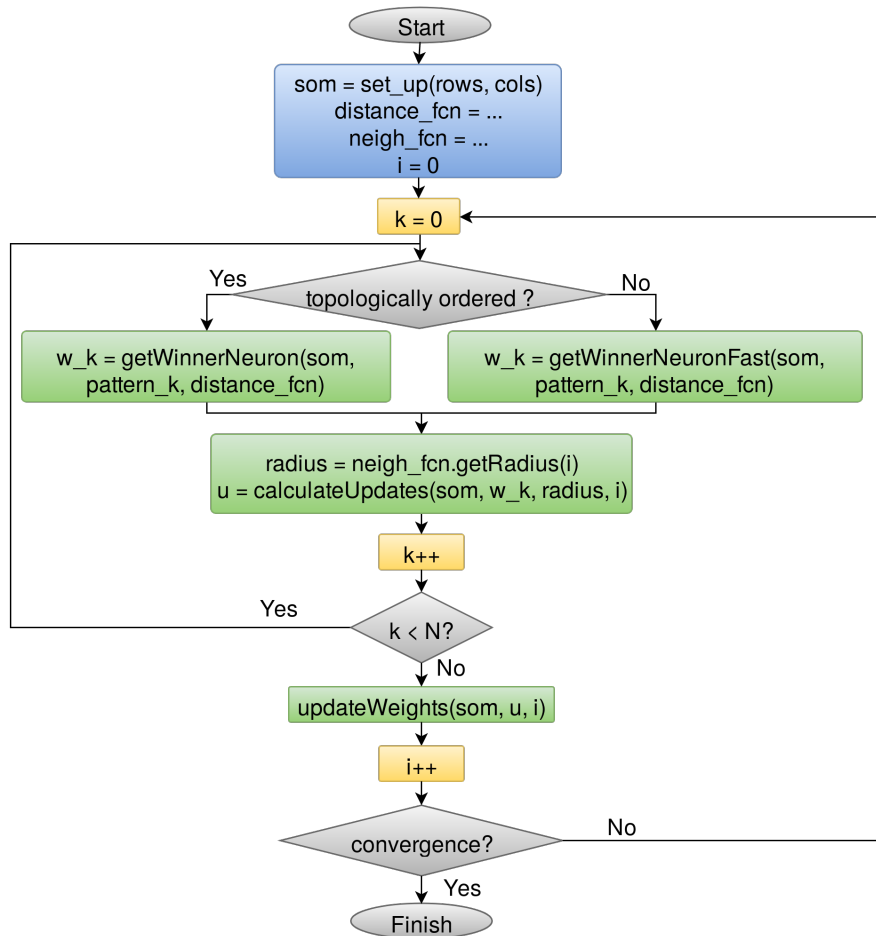 Start
som = set_up(rows, cols)
distance_fcn = ...
neigh_fcn = ...
i = 0
k = 0
Yes
topologically ordered ?
No
w_k = getWinnerNeuron(som,
pattern_k, distance_fcn)
w_k = getWinnerNeuronFast(som,
pattern_k, distance_fcn)
radius = neigh_fcn.getRadius(i)
u = calculateUpdates(som, w_k, radius, i)
k++
Yes
k < N?
No
updateWeights(som, u, i)
i++
convergence?
No
Yes
Finish